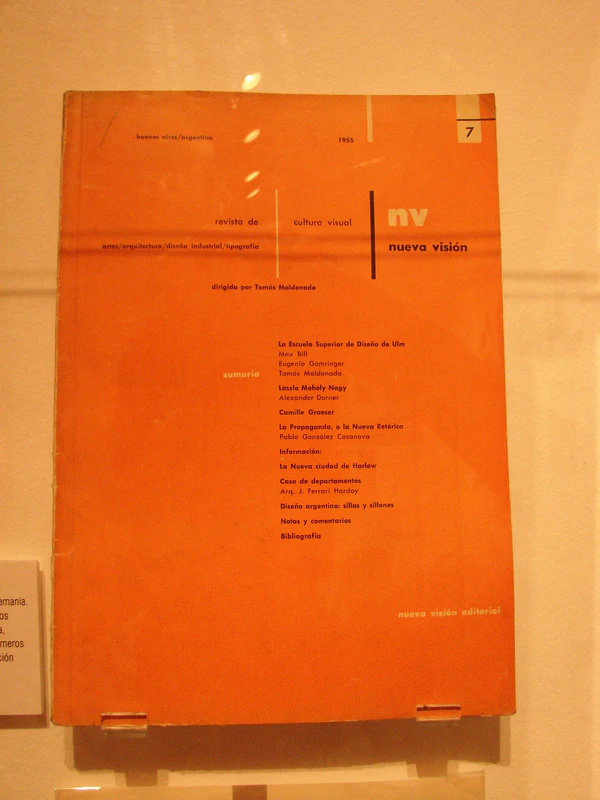 buenos aires/argentina
1955
7
revista de
cultura visual
nv
artes/arquitectura/diseño industrial/tipografía
nueva visión
dirigida por Tomás Maldonado
sumario
La Escuela Superior de Diseño de Ulm
Max Bill
Eugenio Gomringer
Tomás Maldonado
Laszlo Moholy Nagy
Alexander Dorner
Camille Graeser
La Propaganda, o la Nueva Retórica
Pablo González Casanova
Información:
La Nueva ciudad de Harlow
Casa de departamentos
Arq. J. Ferrari Hardoy
Diseño argentino: sillas y sillones
Notas y comentarios
Bibliografía
nueva visión editorial
emania.
os
a,
meros
ción